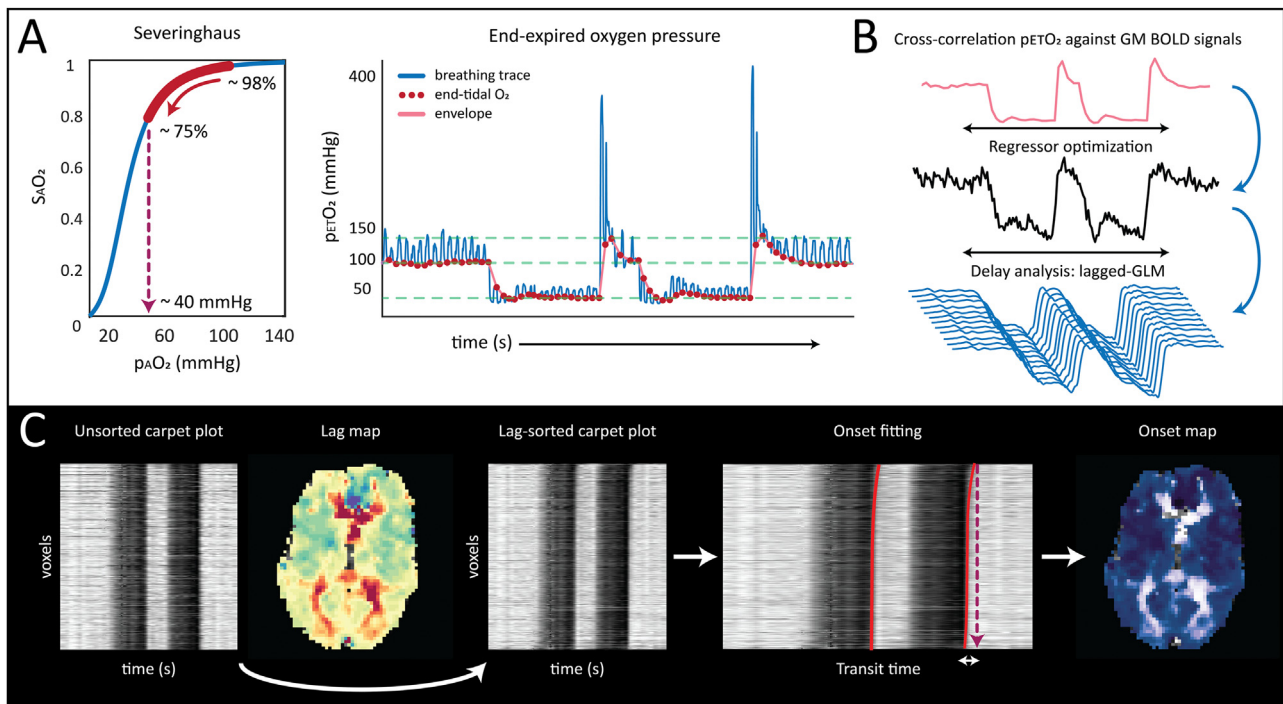 A
Severinghaus
1
0.8
0.6
0.4
0.2
0
SAO₂
~ 98%
~ 75%
~ 40 mmHg
20 60 100 140
pAO₂ (mmHg)
End-expired oxygen pressure
400
150
100
50
pETO₂ (mmHg)
breathing trace
end-tidal O₂
envelope
time (s)
B
Cross-correlation pETO₂ against GM BOLD signals
Regressor optimization
Delay analysis: lagged-GLM
C
Unsorted carpet plot
voxels
time (s)
Lag map
Lag-sorted carpet plot
voxels
time (s)
Onset fitting
Transit time
Onset map